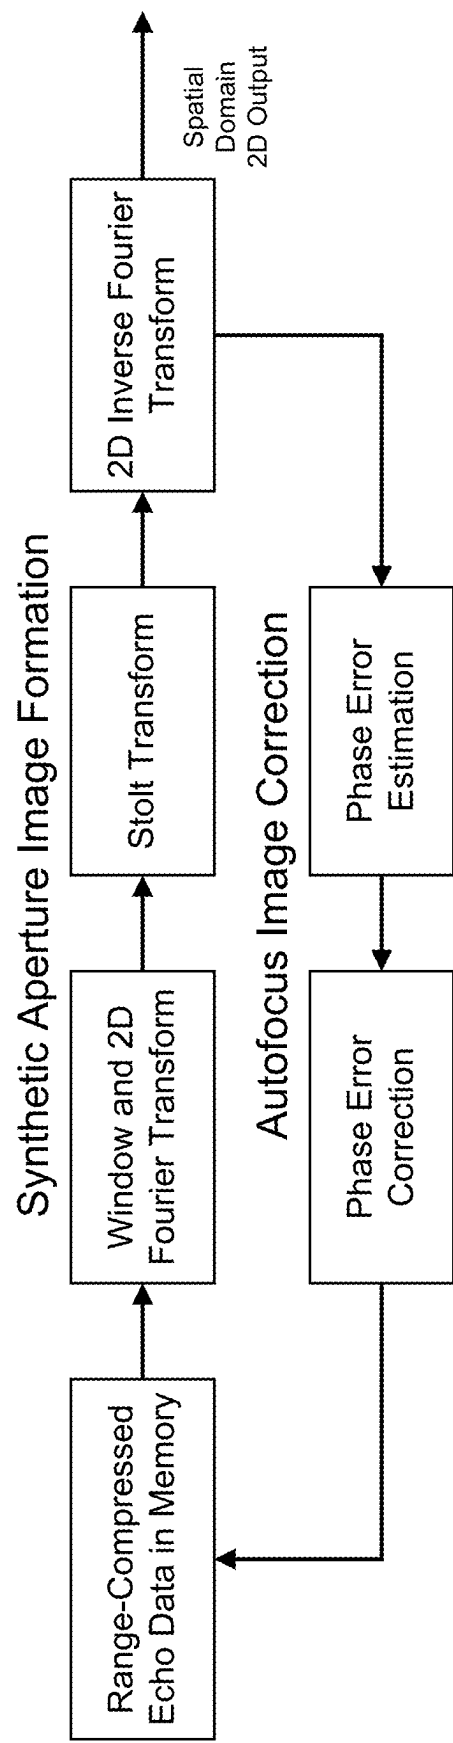 Synthetic Aperture Image Formation
Range-Compressed
Echo Data in Memory
Window and 2D
Fourier Transform
Stolt Transform
2D Inverse Fourier
Transform
Spatial
Domain
2D Output
Autofocus Image Correction
Phase Error
Correction
Phase Error
Estimation